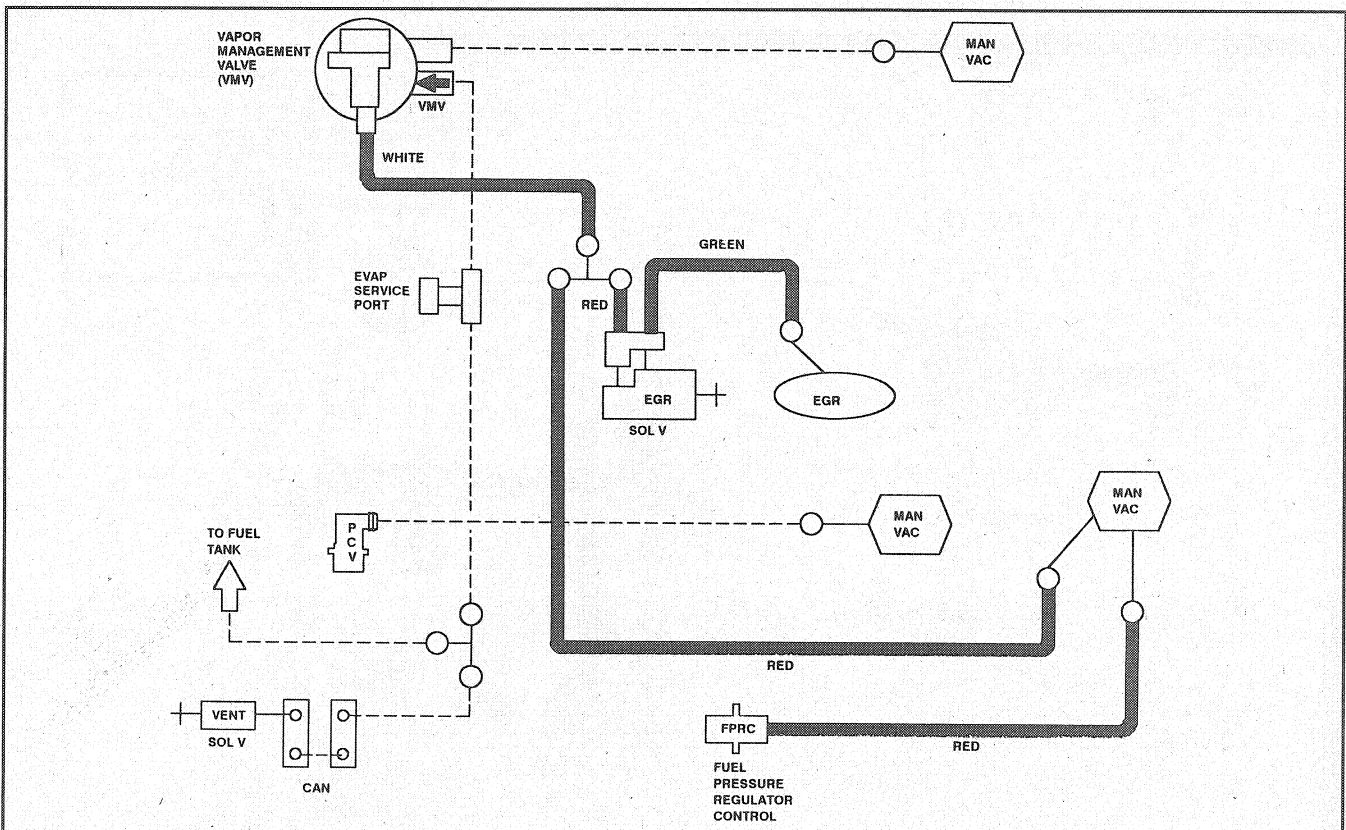 VAPOR
MANAGEMENT
VALVE
(VMV)
MAN
VAC
VMV
WHITE
GREEN
EVAP
SERVICE
PORT
RED
EGR
SOL V
EGR
MAN
VAC
MAN
VAC
P
C
V
TO FUEL
TANK
RED
VENT
SOL V
CAN
FPRC
RED
FUEL
PRESSURE
REGULATOR
CONTROL